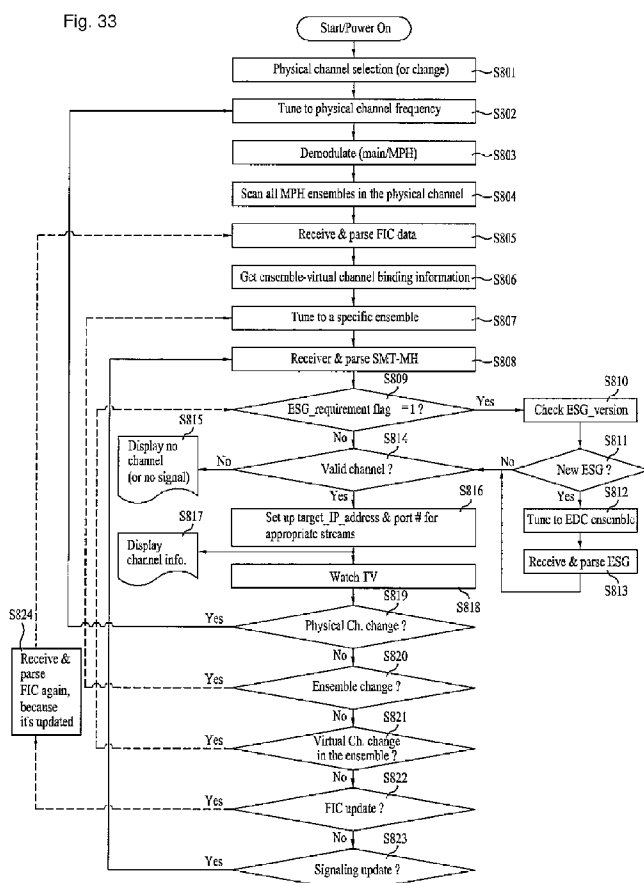 Fig. 33
Start/Power On
Physical channel selection (or change)
S801
Tune to physical channel frequency
S802
Demodulate (main/MPH)
S803
Scan all MPH ensembles in the physical channel
S804
Receive & parse FIC data
S805
Get ensemble-virtual channel binding information
S806
Tune to a specific ensemble
S807
Receiver & parse SMT-MH
S808
S809
ESG_requirement flag =1 ?
Yes
No
S810
Check ESG_version
S811
New ESG ?
No
Yes
S812
Tune to EDC ensemble
Receive & parse ESG
S813
S814
Valid channel ?
No
Yes
S815
Display no
channel
(or no signal)
S816
Set up target_IP_address & port # for
appropriate streams
S817
Display
channel info.
Watch TV
S818
S819
Physical Ch. change ?
Yes
No
S820
Ensemble change ?
Yes
No
S821
Virtual Ch. change
in the ensemble ?
Yes
No
S822
FIC update ?
Yes
No
S823
Signaling update ?
Yes
S824
Receive &
parse
FIC again,
because
it's updated